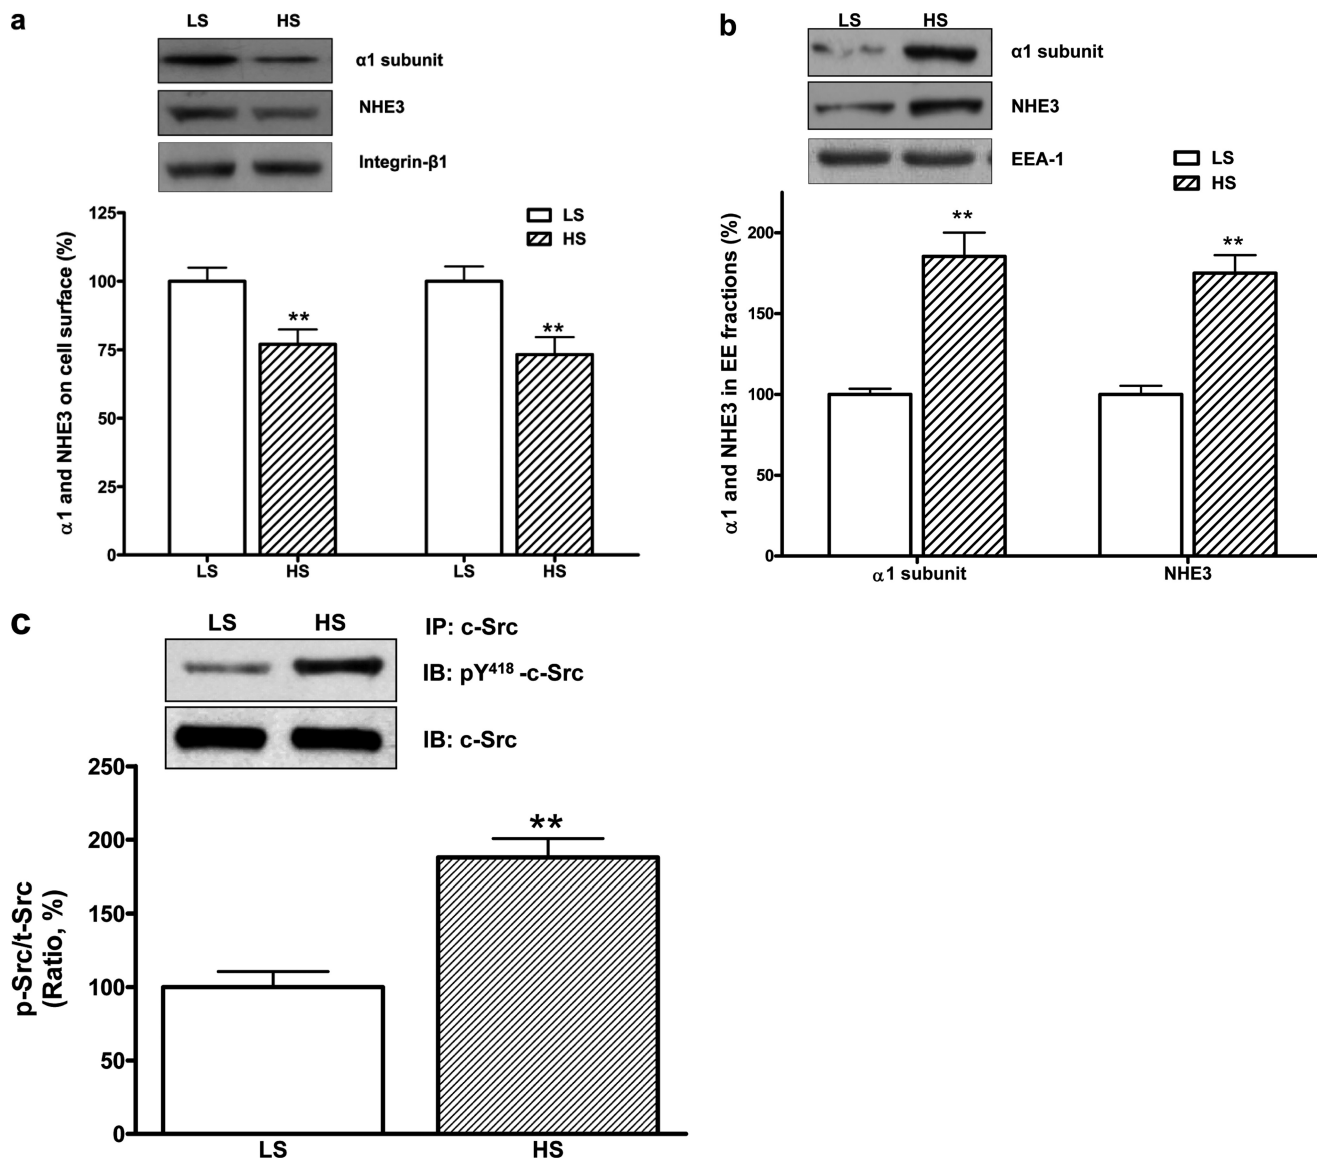 a
LS HS
α1 subunit
NHE3
Integrin-β1
α1 and NHE3 on cell surface (%)
125
100
75
50
25
0
LS
HS
**
**
LS HS LS HS
b
LS HS
α1 subunit
NHE3
EEA-1
LS
HS
α1 and NHE3 in EE fractions (%)
200
150
100
50
0
**
**
α1 subunit NHE3
c
LS HS
IP: c-Src
IB: pY⁴¹⁸ -c-Src
IB: c-Src
p-Src/t-Src
(Ratio, %)
250
200
150
100
50
0
**
LS HS